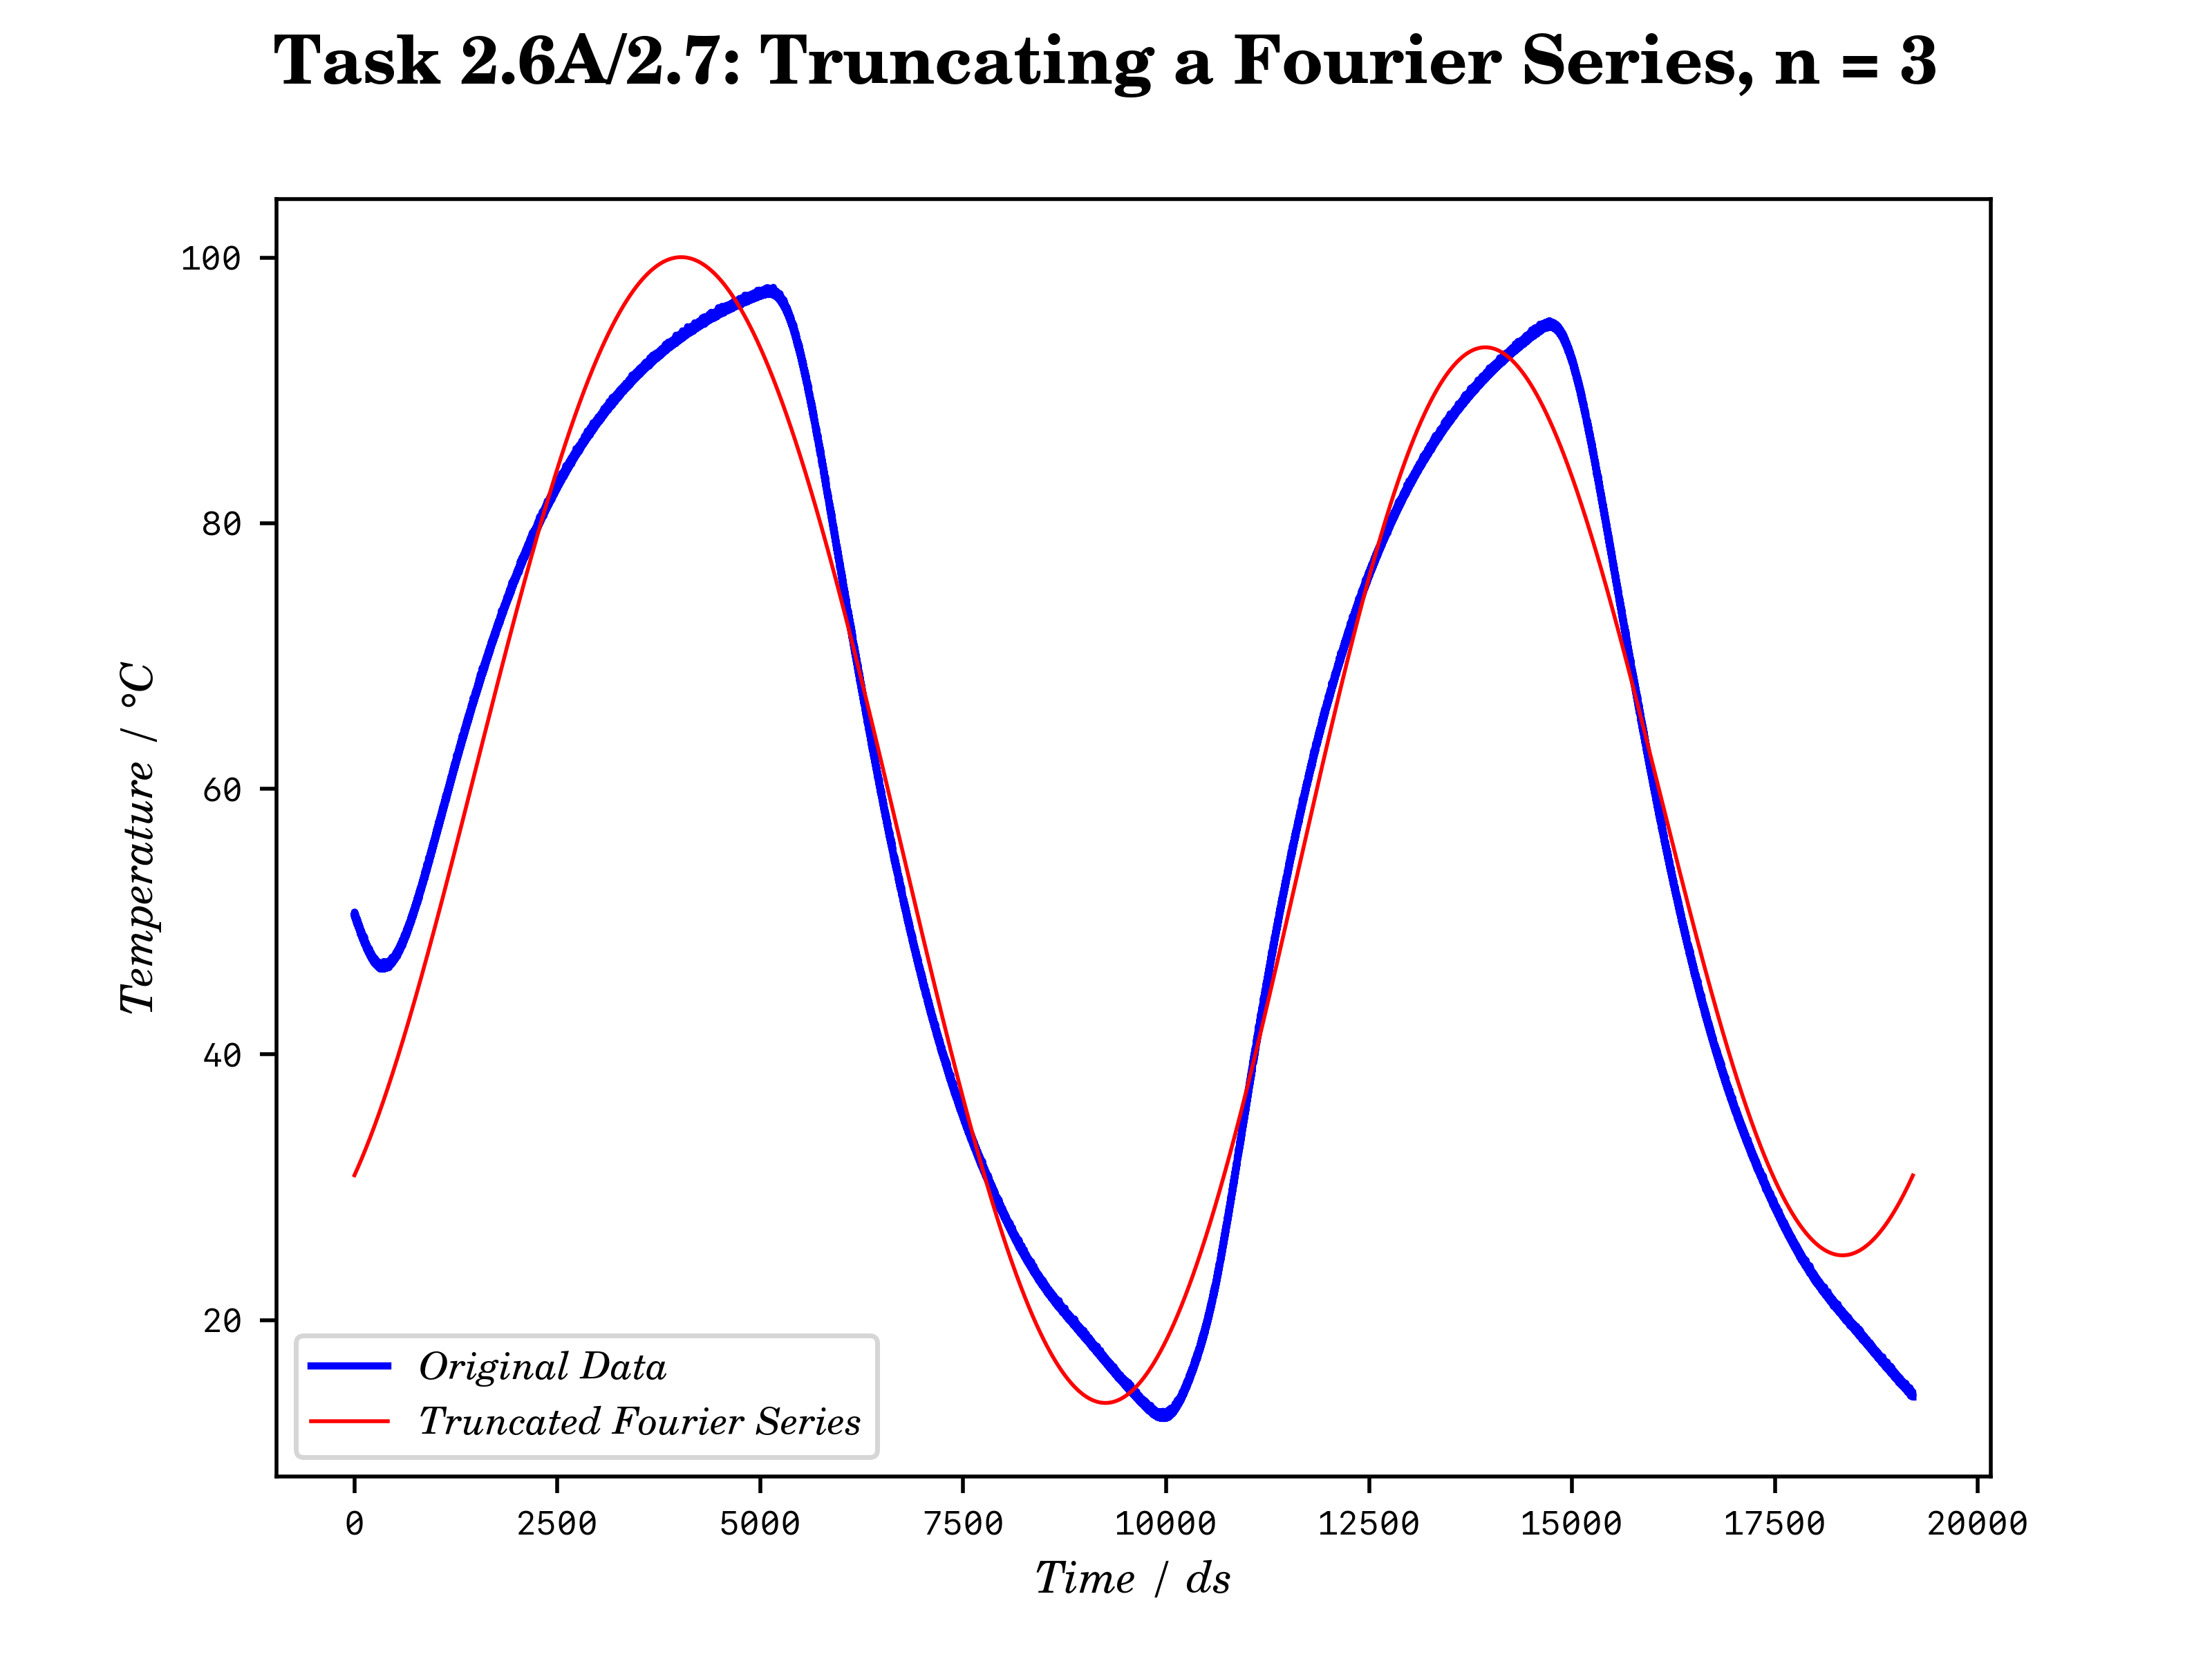 Task 2.6A/2.7: Truncating a Fourier Series, n = 3
Temperature / °C
100
80
60
40
20
Original Data
Truncated Fourier Series
0 2500 5000 7500 10000 12500 15000 17500 20000
Time / ds